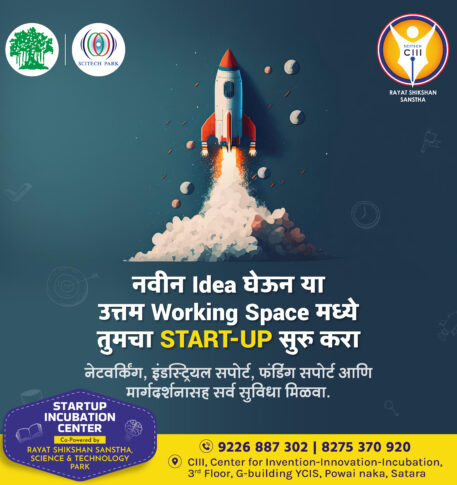 SCITECH PARK
SCITECH
CIII
RAYAT SHIKSHAN
SANSTHA
नवीन Idea घेऊन या
उत्तम Working Space मध्ये
तुमचा START-UP सुरु करा
नेटवर्किंग, इंडस्ट्रियल सपोर्ट, फंडिंग सपोर्ट आणि
मार्गदर्शनासह सर्व सुविधा मिळवा.
STARTUP
INCUBATION
CENTER
Co-Powered by
RAYAT SHIKSHAN SANSTHA,
SCIENCE & TECHNOLOGY
PARK
9226 887 302 | 8275 370 920
CIII, Center for Invention-Innovation-Incubation,
3rd Floor, G-building YCIS, Powai naka, Satara